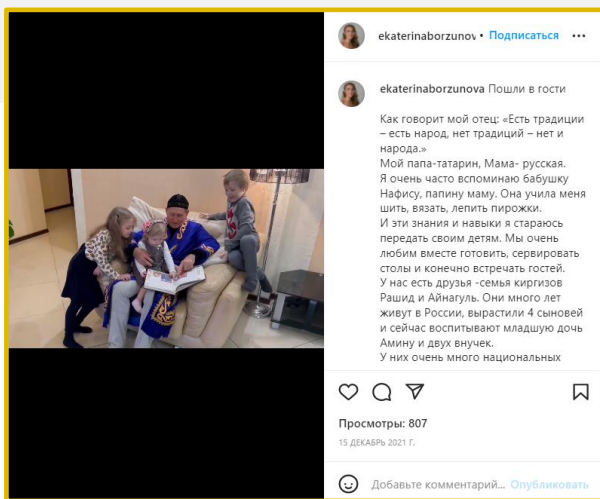 ekaterinaborzunov • Подписаться •••
ekaterinaborzunova Пошли в гости
Как говорит мой отец: «Есть традиции
– есть народ, нет традиций – нет и
народа.»
Мой папа-татарин, Мама- русская.
Я очень часто вспоминаю бабушку
Нафису, папину маму. Она учила меня
шить, вязать, лепить пирожки.
И эти знания и навыки я стараюсь
передать своим детям. Мы очень
любим вместе готовить, сервировать
столы и конечно встречать гостей.
У нас есть друзья -семья киргизов
Рашид и Айнагуль. Они много лет
живут в России, вырастили 4 сыновей
и сейчас воспитывают младшую дочь
Амину и двух внучек.
У них очень много национальных
Просмотры: 807
15 ДЕКАБРЬ 2021 Г.
Добавьте комментарий... Опубликовать